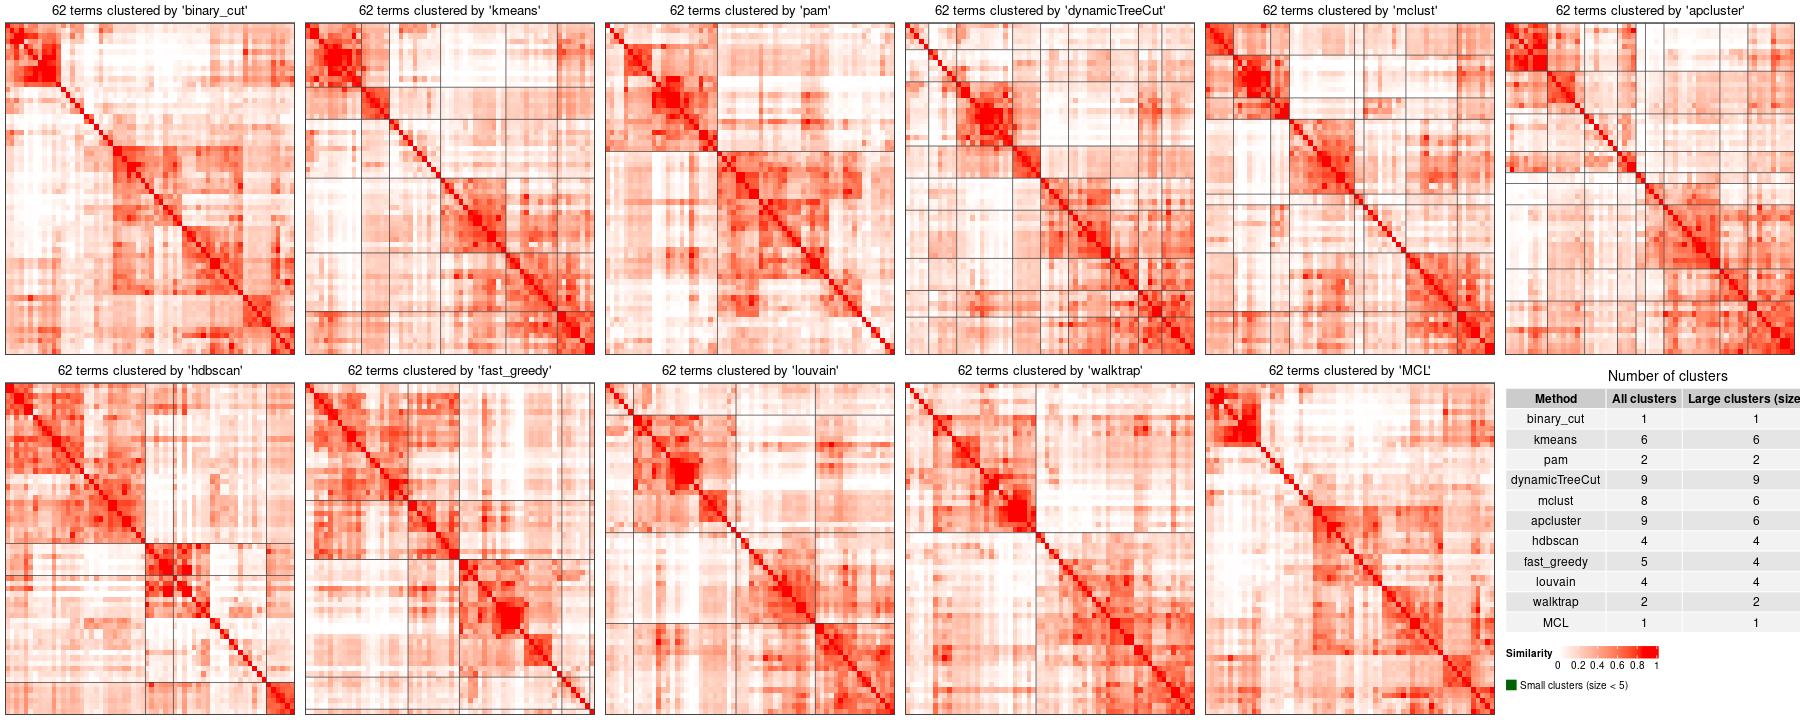 62 terms clustered by 'binary_cut'
62 terms clustered by 'kmeans'
62 terms clustered by 'pam'
62 terms clustered by 'dynamicTreeCut'
62 terms clustered by 'mclust'
62 terms clustered by 'apcluster'
62 terms clustered by 'hdbscan'
62 terms clustered by 'fast_greedy'
62 terms clustered by 'louvain'
62 terms clustered by 'walktrap'
62 terms clustered by 'MCL'
Number of clusters
Method All clusters Large clusters (size
binary_cut 1 1
kmeans 6 6
pam 2 2
dynamicTreeCut 9 9
mclust 8 6
apcluster 9 6
hdbscan 4 4
fast_greedy 5 4
louvain 4 4
walktrap 2 2
MCL 1 1
Similarity
0 0.2 0.4 0.6 0.8 1
Small clusters (size < 5)